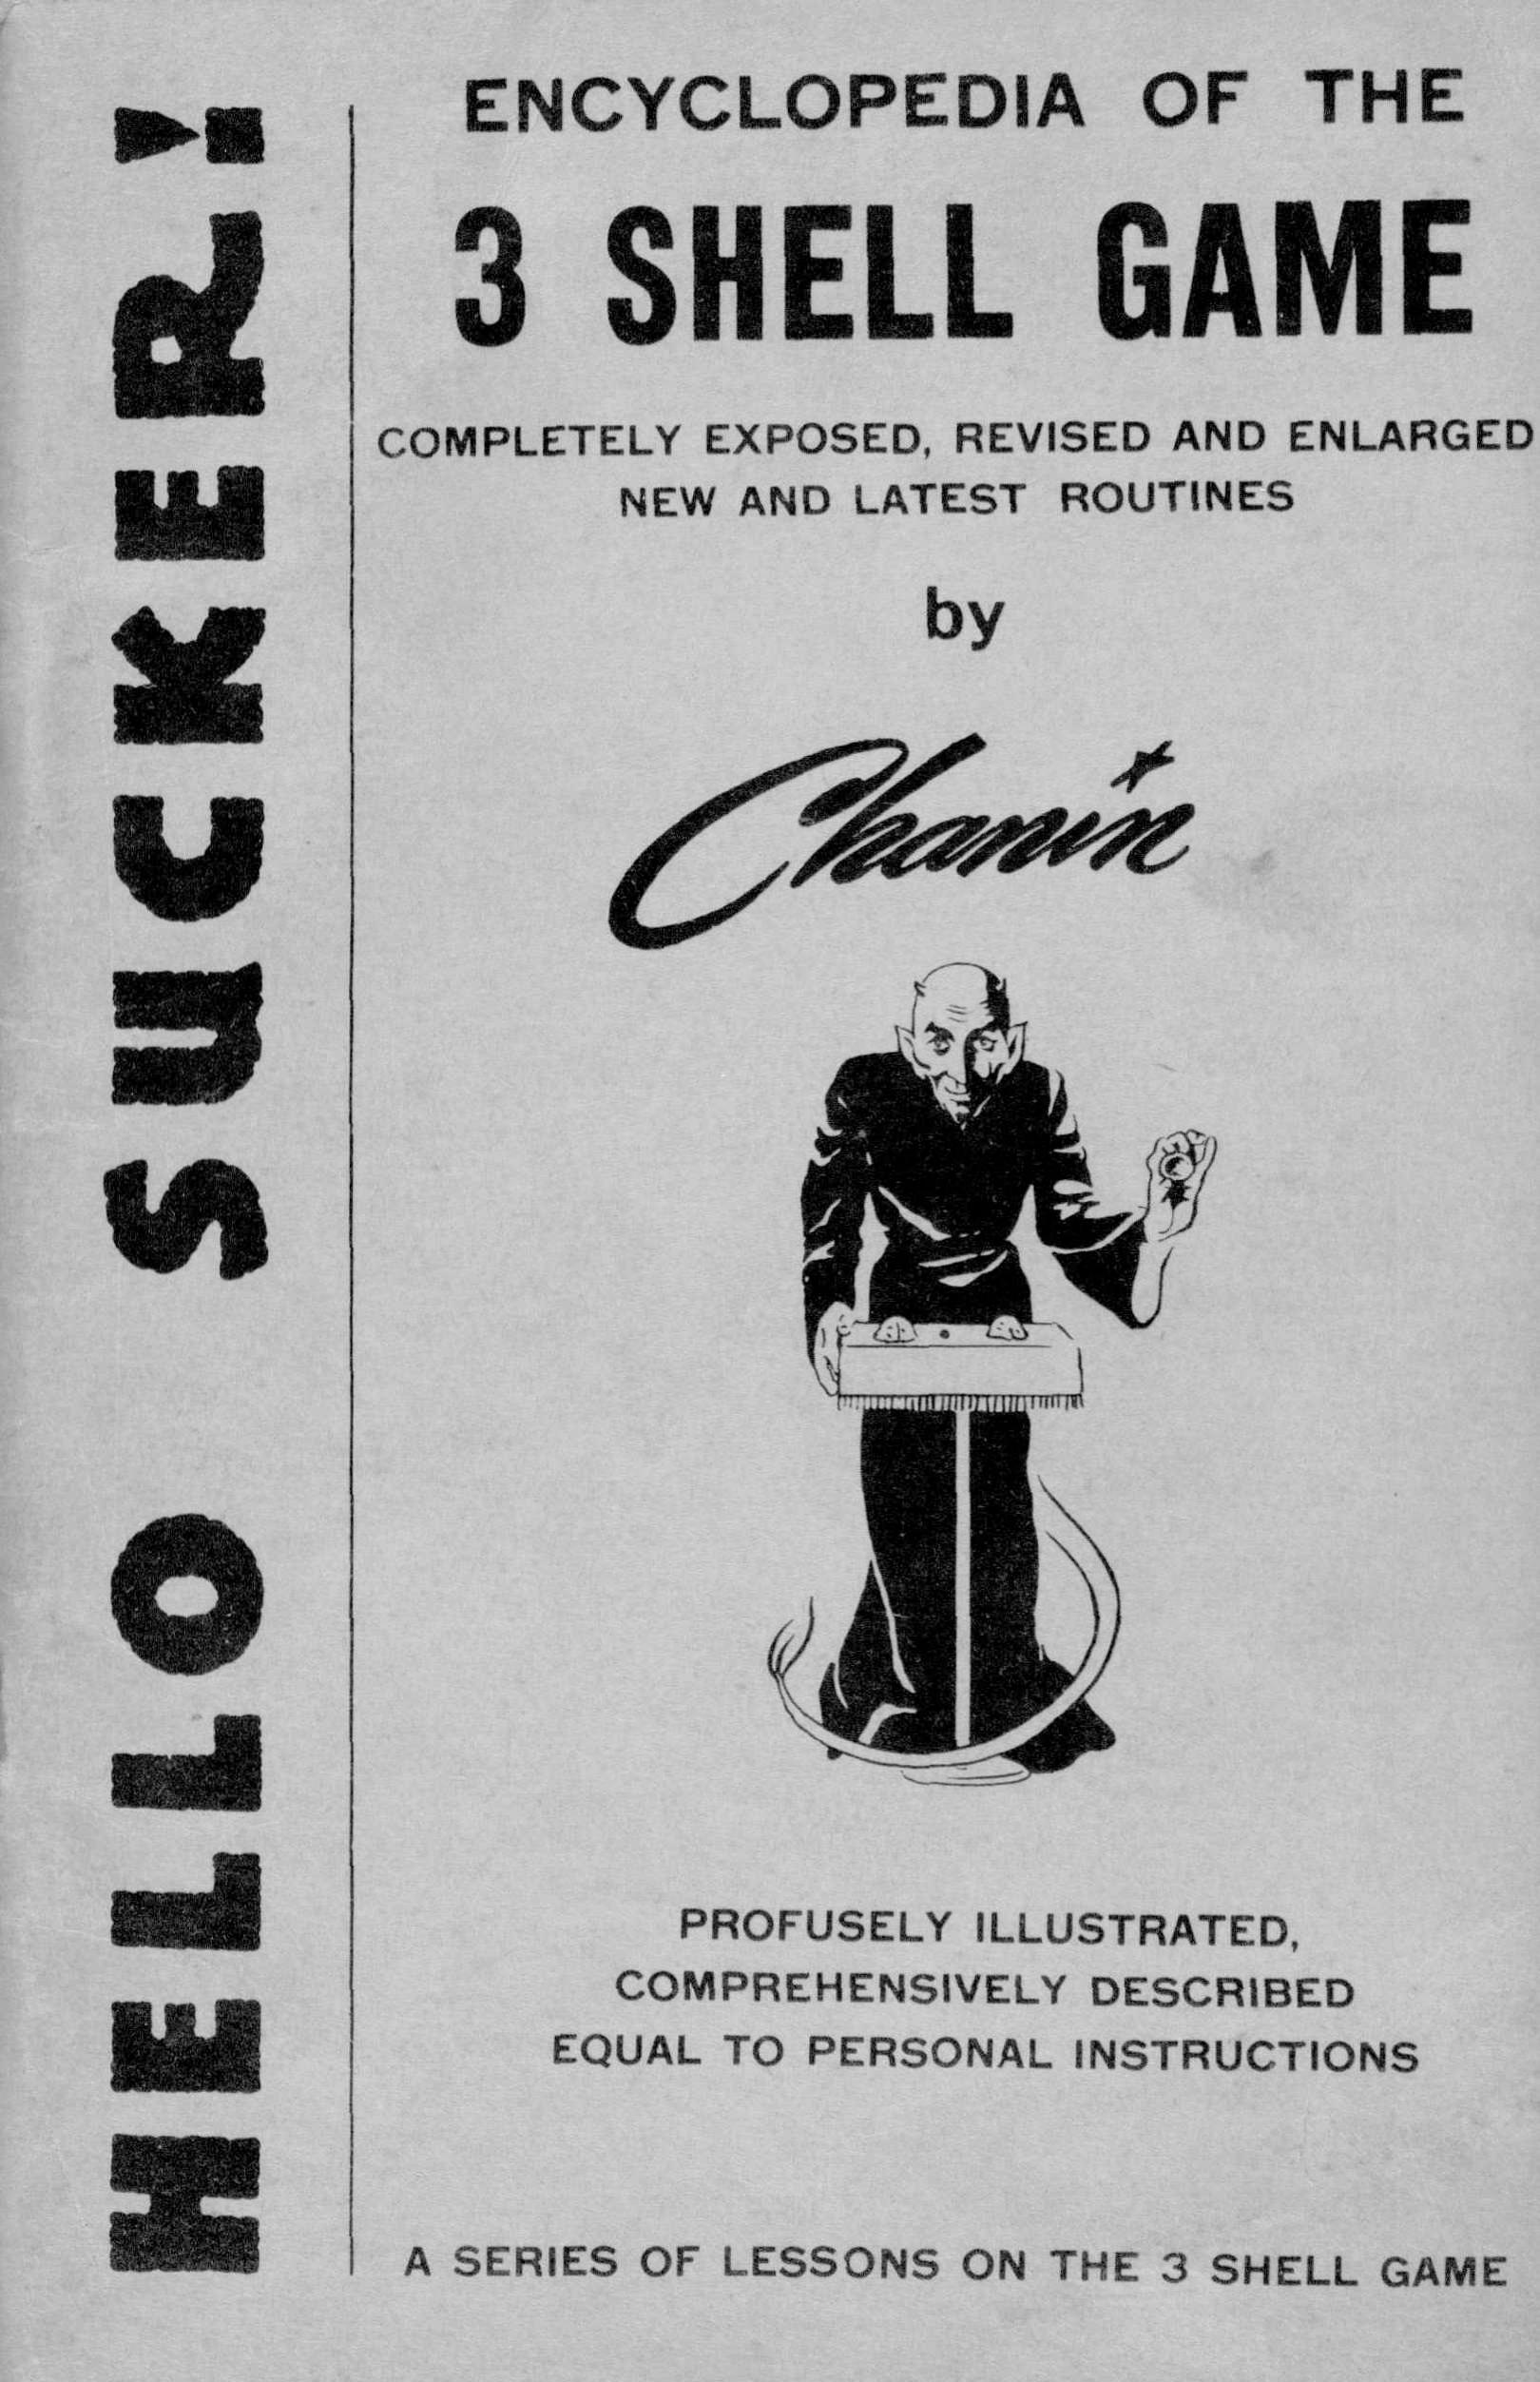 HELLO SUCKER!
ENCYCLOPEDIA OF THE
3 SHELL GAME
COMPLETELY EXPOSED, REVISED AND ENLARGED
NEW AND LATEST ROUTINES
by
Chanin
PROFUSELY ILLUSTRATED,
COMPREHENSIVELY DESCRIBED
EQUAL TO PERSONAL INSTRUCTIONS
A SERIES OF LESSONS ON THE 3 SHELL GAME